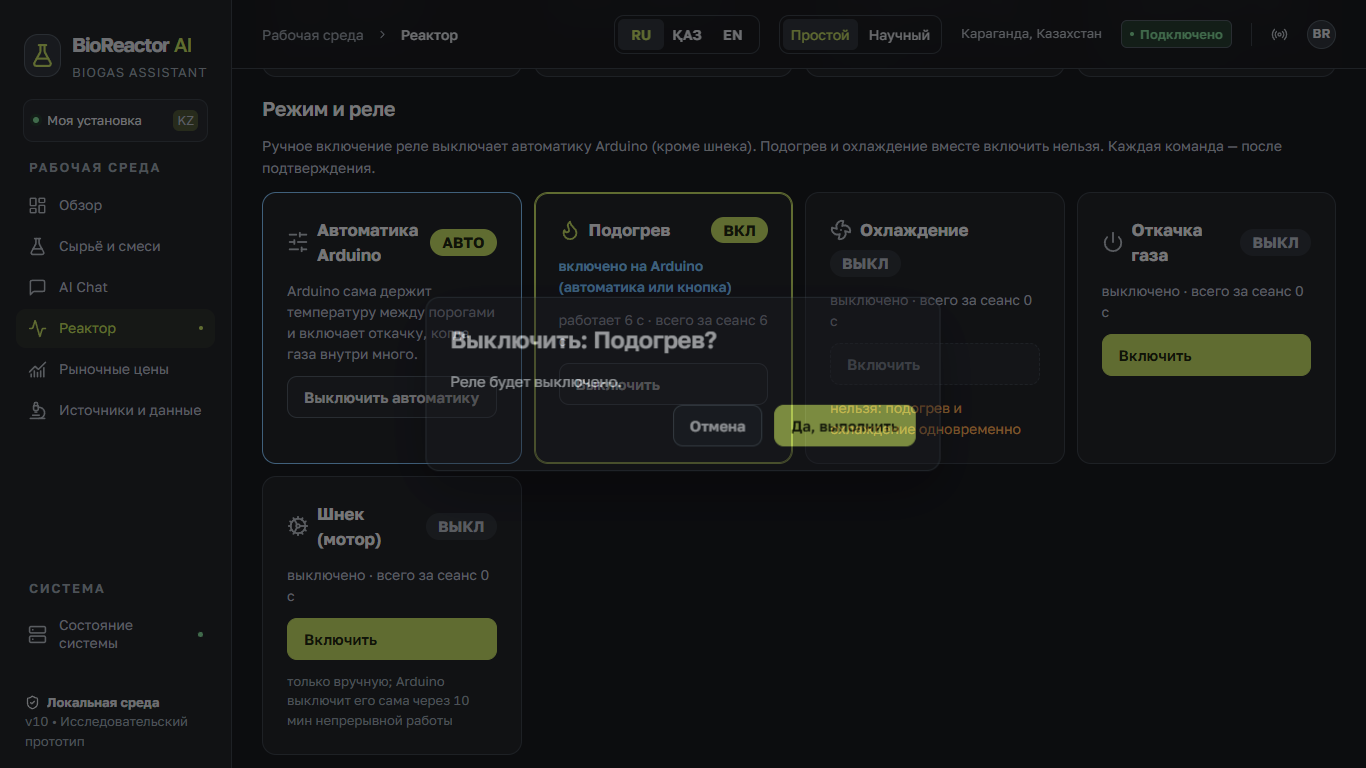 BioReactor AI
BIOGAS ASSISTANT
Моя установка KZ
РАБОЧАЯ СРЕДА
Обзор
Сырьё и смеси
AI Chat
Реактор
Рыночные цены
Источники и данные
СИСТЕМА
Состояние
системы
Локальная среда
v10 • Исследовательский
прототип
Рабочая среда > Реактор
RU ҚАЗ EN
Простой Научный
Караганда, Казахстан
Подключено
BR
Режим и реле
Ручное включение реле выключает автоматику Arduino (кроме шнека). Подогрев и охлаждение вместе включить нельзя. Каждая команда — после
подтверждения.
Автоматика
Arduino
АВТО
Arduino сама держит
температуру между порогами
и включает откачку, когда
газа внутри много.
Выключить автоматику
Подогрев
ВКЛ
включено на Arduino
(автоматика или кнопка)
работает 6 с · всего за сеанс 6
с
Выключить
Охлаждение
ВЫКЛ
выключено · всего за сеанс 0
с
Включить
нельзя: подогрев и
охлаждение одновременно
Откачка
газа
ВЫКЛ
выключено · всего за сеанс 0
с
Включить
Выключить: Подогрев?
Реле будет выключено.
Отмена
Да, выполнить
Шнек
(мотор)
ВЫКЛ
выключено · всего за сеанс 0
с
Включить
только вручную; Arduino
выключит его сама через 10
мин непрерывной работы